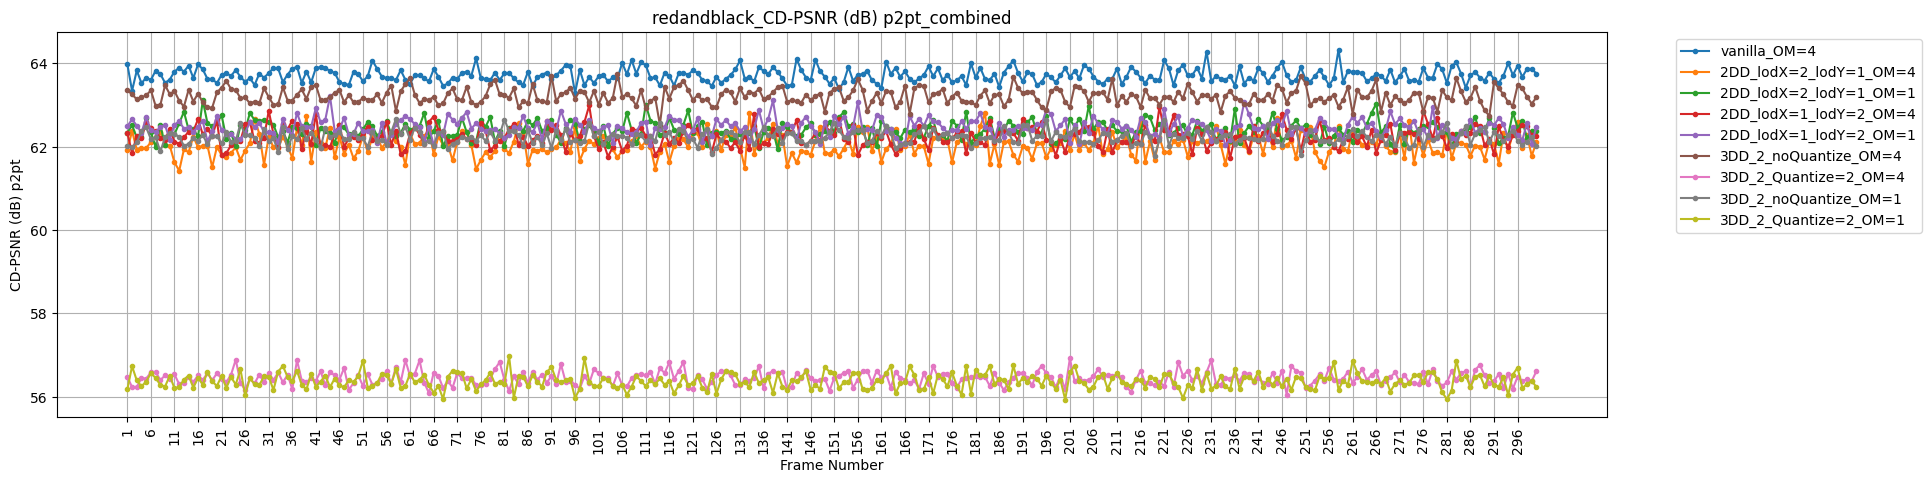 redandblack_CD-PSNR (dB) p2pt_combined
CD-PSNR (dB) p2pt
64
62
60
58
56
1 6 11 16 21 26 31 36 41 46 51 56 61 66 71 76 81 86 91 96 101 106 111 116 121 126 131 136 141 146 151 156 161 166 171 176 181 186 191 196 201 206 211 216 221 226 231 236 241 246 251 256 261 266 271 276 281 286 291 296
Frame Number
vanilla_OM=4
2DD_lodX=2_lodY=1_OM=4
2DD_lodX=2_lodY=1_OM=1
2DD_lodX=1_lodY=2_OM=4
2DD_lodX=1_lodY=2_OM=1
3DD_2_noQuantize_OM=4
3DD_2_Quantize=2_OM=4
3DD_2_noQuantize_OM=1
3DD_2_Quantize=2_OM=1